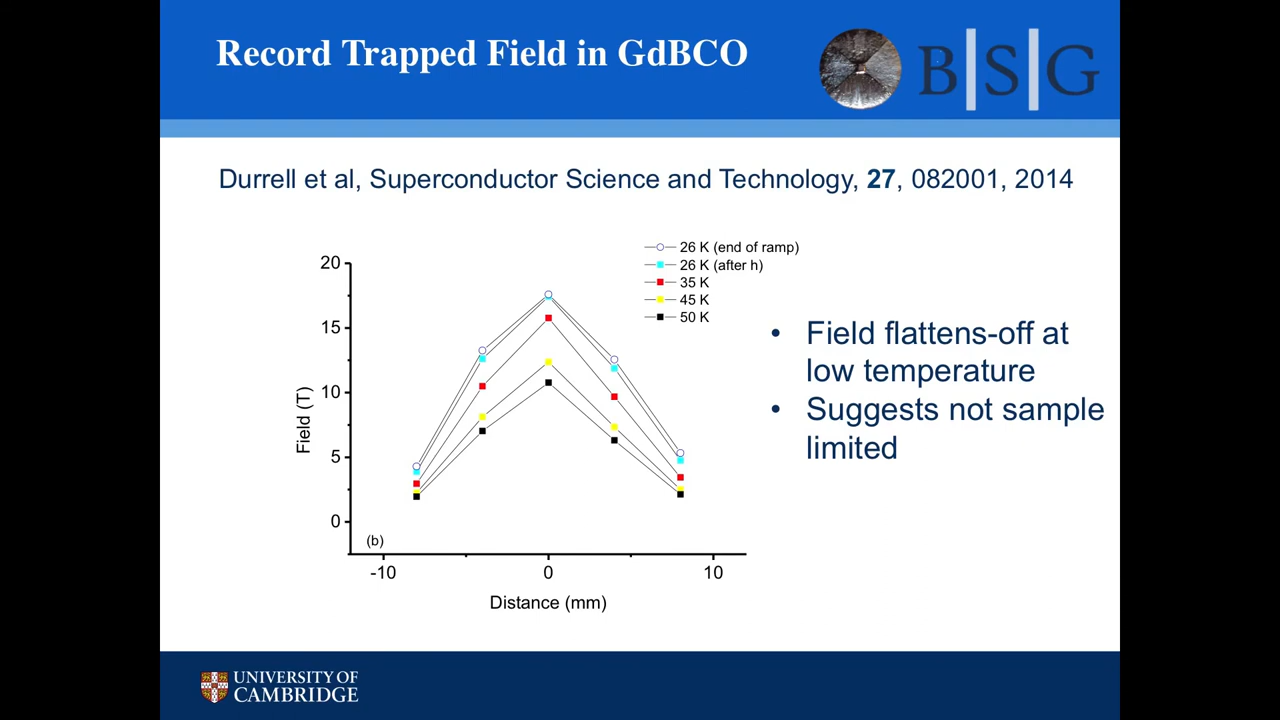 Record Trapped Field in GdBCO
B|S|G
Durrell et al, Superconductor Science and Technology, 27, 082001, 2014
26 K (end of ramp)
26 K (after h)
35 K
45 K
50 K
20
15
10
5
0
Field (T)
(b)
-10
0
10
Distance (mm)
• Field flattens-off at
low temperature
• Suggests not sample
limited
UNIVERSITY OF
CAMBRIDGE